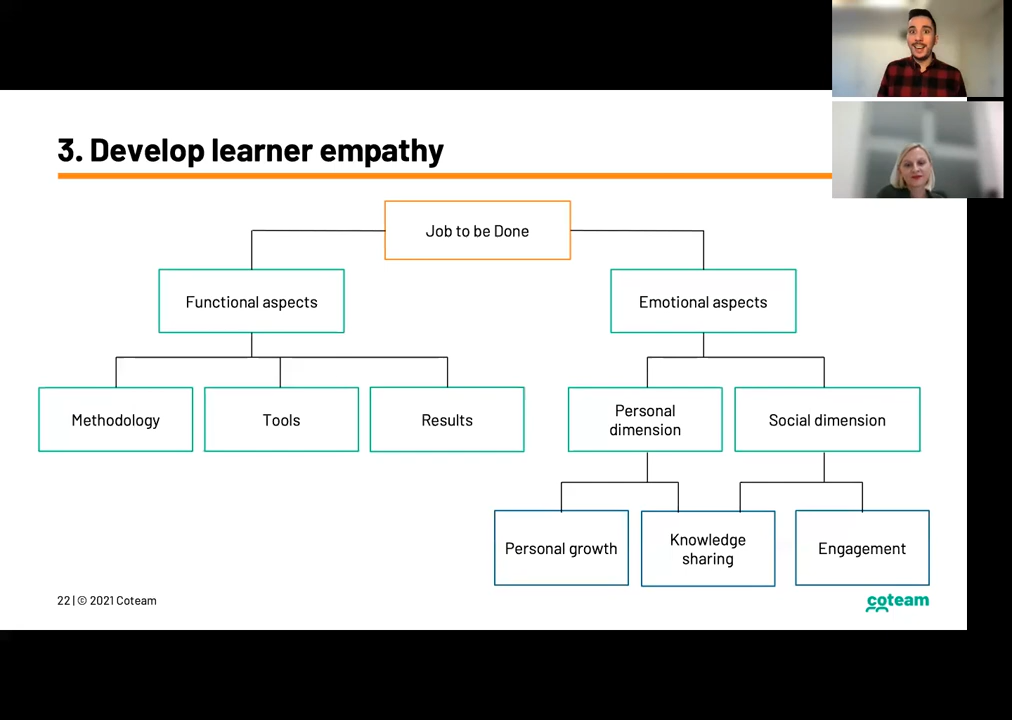 3. Develop learner empathy
Job to be Done
Functional aspects
Emotional aspects
Methodology
Tools
Results
Personal
dimension
Social dimension
Personal growth
Knowledge
sharing
Engagement
22 | © 2021 Coteam
coteam